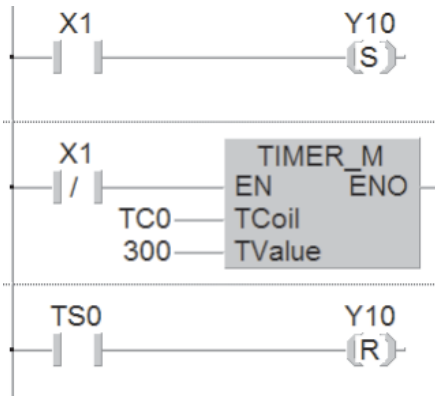 X1 Y10
S
X1 TIMER_M
/ EN ENO
TC0 TCoil
300 TValue
TS0 Y10
R